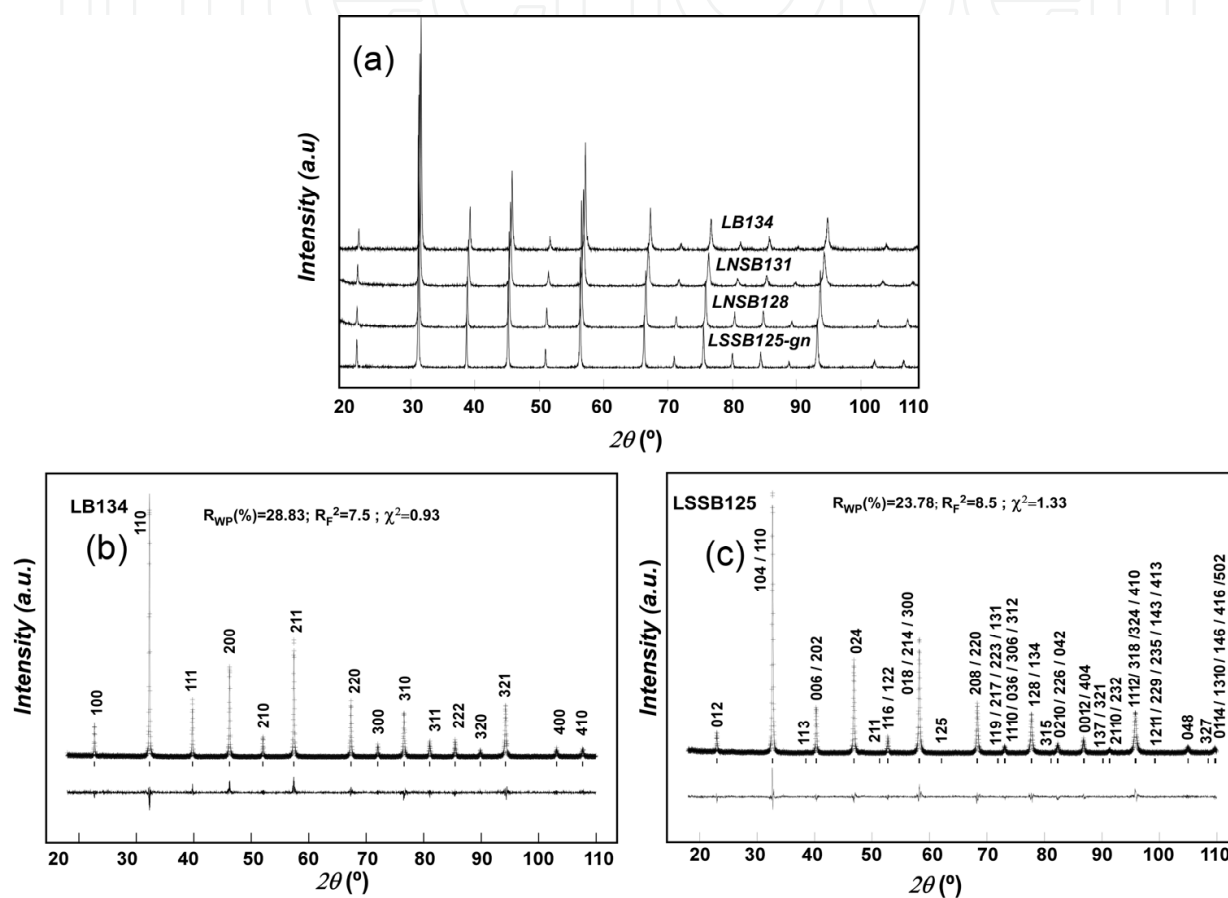 (a)
Intensity (a.u)
LB134
LNSB131
LNSB128
LSSB125-gn
20 30 40 50 60 70 80 90 100 110
2θ (º)
LB134
R_WP(%)=28.83; R_F²=7.5 ; χ²=0.93
(b)
Intensity (a.u.)
100
110
111
200
210
211
220
300
310
311
222
320
321
400
410
20 30 40 50 60 70 80 90 100 110
2θ (º)
LSSB125
R_WP(%)=23.78; R_F²=8.5 ; χ²=1.33
(c)
Intensity (a.u.)
012
104 / 110
113
006 / 202
024
211
116 / 122
018 / 214 / 300
125
208 / 220
1119 / 217 / 223 / 131
1110 / 036 / 306 / 312
128 / 134
315
0210 / 226 / 042
0012 / 404
137 / 321
2110 / 232
1112/ 318 /324 / 410
1211/ 229 / 235/ 143 / 413
048
327
0114 / 1310/ 146 / 416 /502
20 30 40 50 60 70 80 90 100 110
2θ (º)